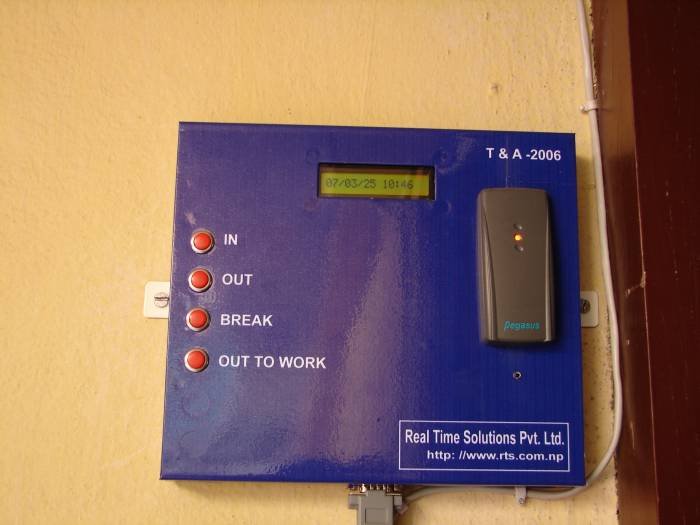 T & A -2006
07/03/25 10:46
IN
OUT
BREAK
OUT TO WORK
pegasus
Real Time Solutions Pvt. Ltd.
http: //www.rts.com.np